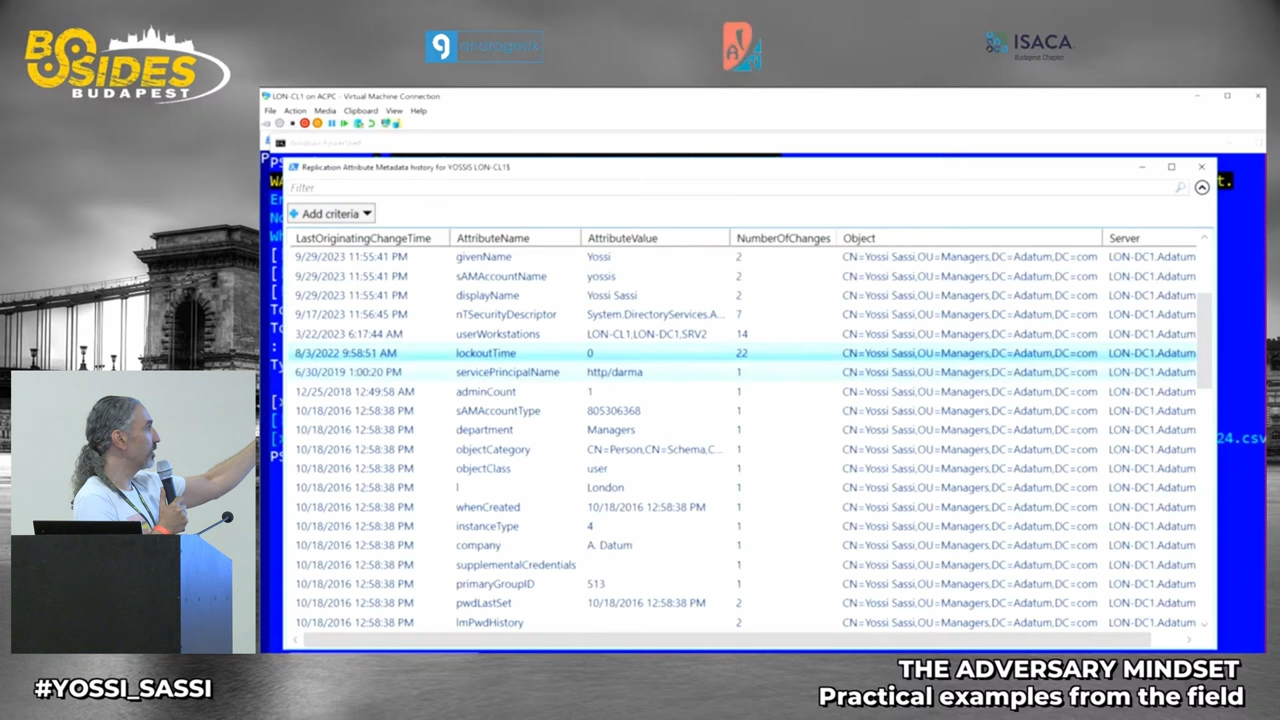 BSIDES
BUDAPEST
pharogeek
ISACA
Budapest Chapter
LON-CL1 on ACPC - Virtual Machine Connection
File Action Media Clipboard View Help
Windows PowerShell
Replication Attribute Metadata history for YOSSIS LON-CL1$
Filter
Add criteria
LastOriginatingChangeTime AttributeName AttributeValue NumberOfChanges Object Server
9/29/2023 11:55:41 PM givenName Yossi 2 CN=Yossi Sassi,OU=Managers,DC=Adatum,DC=com LON-DC1.Adatum
9/29/2023 11:55:41 PM sAMAccountName yossis 2 CN=Yossi Sassi,OU=Managers,DC=Adatum,DC=com LON-DC1.Adatum
9/29/2023 11:55:41 PM displayName Yossi Sassi 2 CN=Yossi Sassi,OU=Managers,DC=Adatum,DC=com LON-DC1.Adatum
9/17/2023 11:56:45 PM nTSecurityDescriptor System.DirectoryServices.A... 7 CN=Yossi Sassi,OU=Managers,DC=Adatum,DC=com LON-DC1.Adatum
3/22/2023 6:17:44 AM userWorkstations LON-CL1,LON-DC1,SRV2 14 CN=Yossi Sassi,OU=Managers,DC=Adatum,DC=com LON-DC1.Adatum
8/3/2022 9:58:51 AM lockoutTime 0 22 CN=Yossi Sassi,OU=Managers,DC=Adatum,DC=com LON-DC1.Adatum
6/30/2019 1:00:20 PM servicePrincipalName http/darma 1 CN=Yossi Sassi,OU=Managers,DC=Adatum,DC=com LON-DC1.Adatum
12/25/2018 12:49:58 AM adminCount 1 1 CN=Yossi Sassi,OU=Managers,DC=Adatum,DC=com LON-DC1.Adatum
10/18/2016 12:58:38 PM sAMAccountType 805306368 1 CN=Yossi Sassi,OU=Managers,DC=Adatum,DC=com LON-DC1.Adatum
10/18/2016 12:58:38 PM department Managers 1 CN=Yossi Sassi,OU=Managers,DC=Adatum,DC=com LON-DC1.Adatum
10/18/2016 12:58:38 PM objectCategory CN=Person,CN=Schema,C... 1 CN=Yossi Sassi,OU=Managers,DC=Adatum,DC=com LON-DC1.Adatum
10/18/2016 12:58:38 PM objectClass user 1 CN=Yossi Sassi,OU=Managers,DC=Adatum,DC=com LON-DC1.Adatum
10/18/2016 12:58:38 PM l London 1 CN=Yossi Sassi,OU=Managers,DC=Adatum,DC=com LON-DC1.Adatum
10/18/2016 12:58:38 PM whenCreated 10/18/2016 12:58:38 PM 1 CN=Yossi Sassi,OU=Managers,DC=Adatum,DC=com LON-DC1.Adatum
10/18/2016 12:58:38 PM instanceType 4 1 CN=Yossi Sassi,OU=Managers,DC=Adatum,DC=com LON-DC1.Adatum
10/18/2016 12:58:38 PM company A. Datum 1 CN=Yossi Sassi,OU=Managers,DC=Adatum,DC=com LON-DC1.Adatum
10/18/2016 12:58:38 PM supplementalCredentials 1 CN=Yossi Sassi,OU=Managers,DC=Adatum,DC=com LON-DC1.Adatum
10/18/2016 12:58:38 PM primaryGroupID 513 1 CN=Yossi Sassi,OU=Managers,DC=Adatum,DC=com LON-DC1.Adatum
10/18/2016 12:58:38 PM pwdLastSet 10/18/2016 12:58:38 PM 2 CN=Yossi Sassi,OU=Managers,DC=Adatum,DC=com LON-DC1.Adatum
10/18/2016 12:58:38 PM lmPwdHistory 2 CN=Yossi Sassi,OU=Managers,DC=Adatum,DC=com LON-DC1.Adatum
t.
24.csv
#YOSSI_SASSI
THE ADVERSARY MINDSET
Practical examples from the field